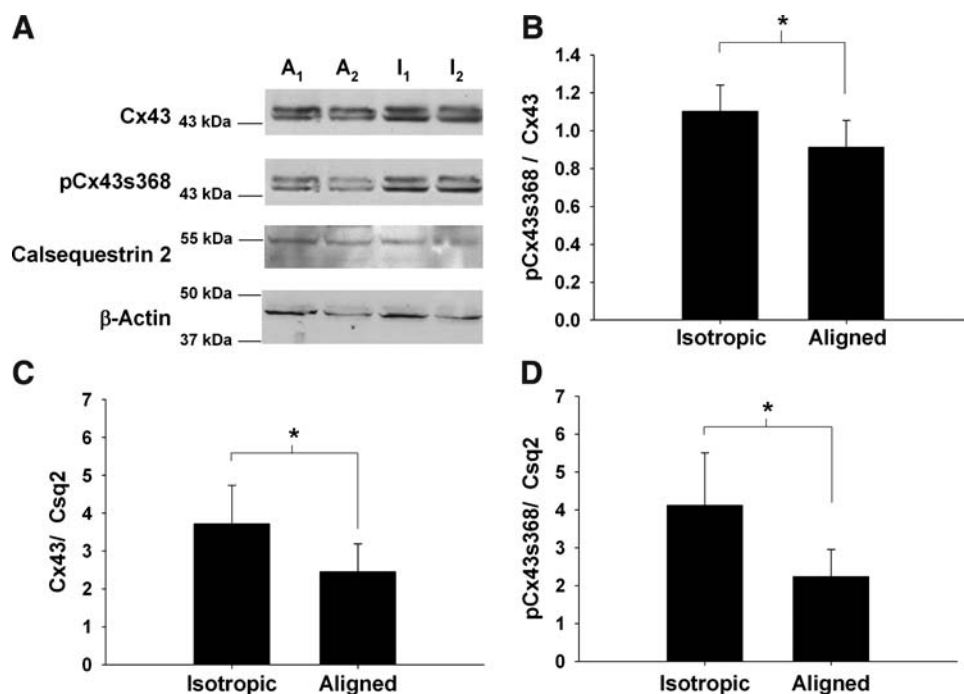 A
A1 A2 I1 I2
Cx43
43 kDa
pCx43s368
43 kDa
Calsequestrin 2
55 kDa
β-Actin
50 kDa
37 kDa
B
*
pCx43s368 / Cx43
1.4
1.2
1.0
0.8
0.6
0.4
0.2
0.0
Isotropic Aligned
C
*
Cx43/ Csq2
7
6
5
4
3
2
1
0
Isotropic Aligned
D
*
pCx43s368/ Csq2
7
6
5
4
3
2
1
0
Isotropic Aligned